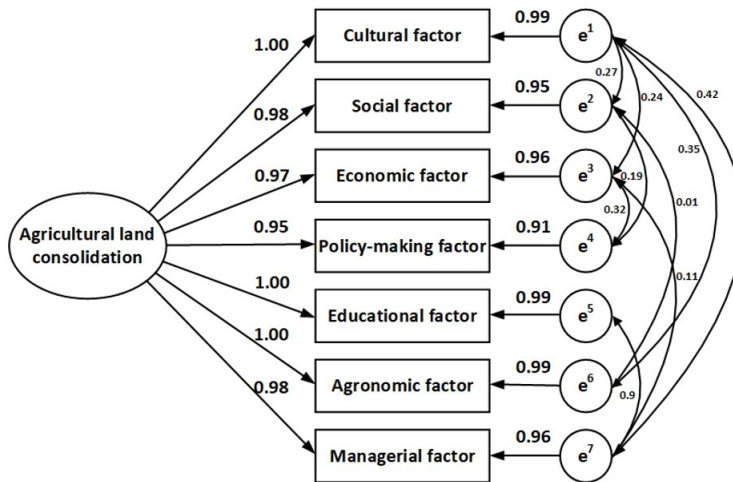 1.00
Cultural factor
0.99
e1
0.27
0.42
0.98
Social factor
0.95
e2
0.24
0.35
0.97
Economic factor
0.96
e3
0.19
0.01
0.32
Agricultural land
consolidation
0.95
Policy-making factor
0.91
e4
0.11
1.00
Educational factor
0.99
e5
1.00
Agronomic factor
0.99
e6
0.9
0.98
Managerial factor
0.96
e7